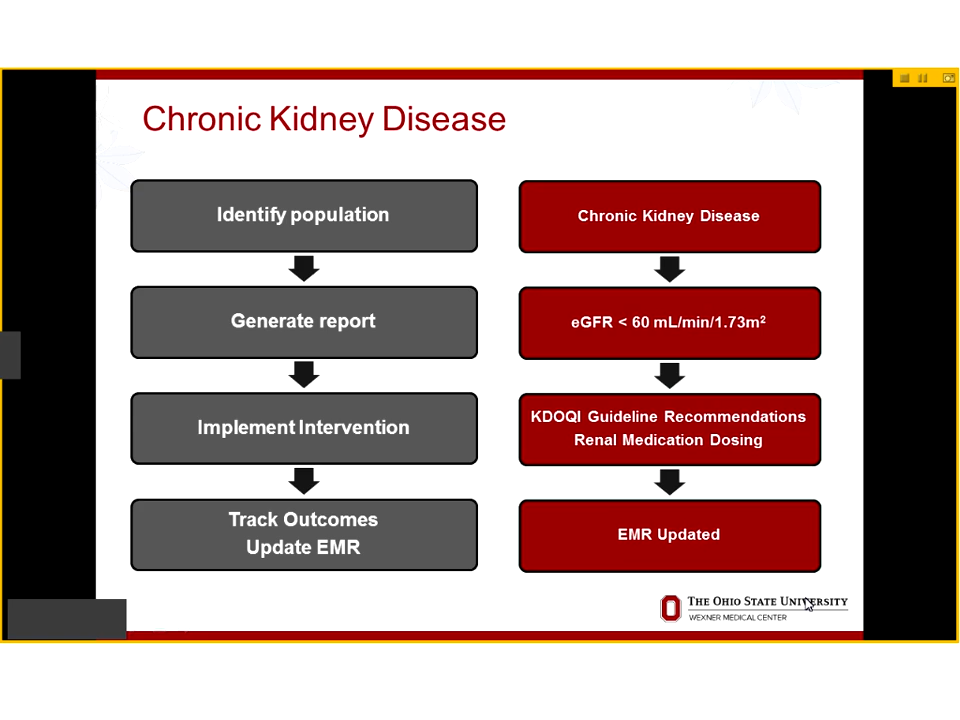 Chronic Kidney Disease
Identify population
Generate report
Implement Intervention
Track Outcomes
Update EMR
Chronic Kidney Disease
eGFR < 60 mL/min/1.73m²
KDOQI Guideline Recommendations
Renal Medication Dosing
EMR Updated
THE OHIO STATE UNIVERSITY
WEXNER MEDICAL CENTER